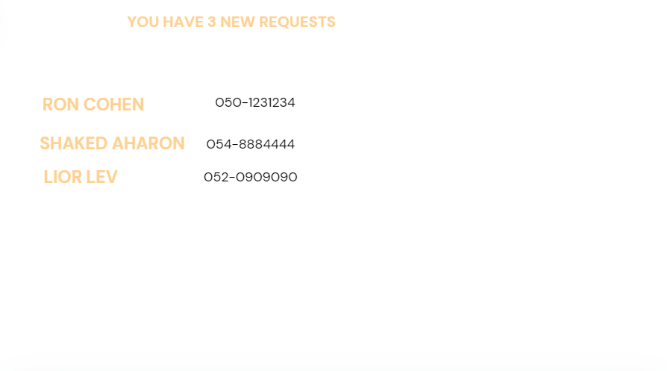 YOU HAVE 3 NEW REQUESTS
RON COHEN 050-1231234
SHAKED AHARON 054-8884444
LIOR LEV 052-0909090